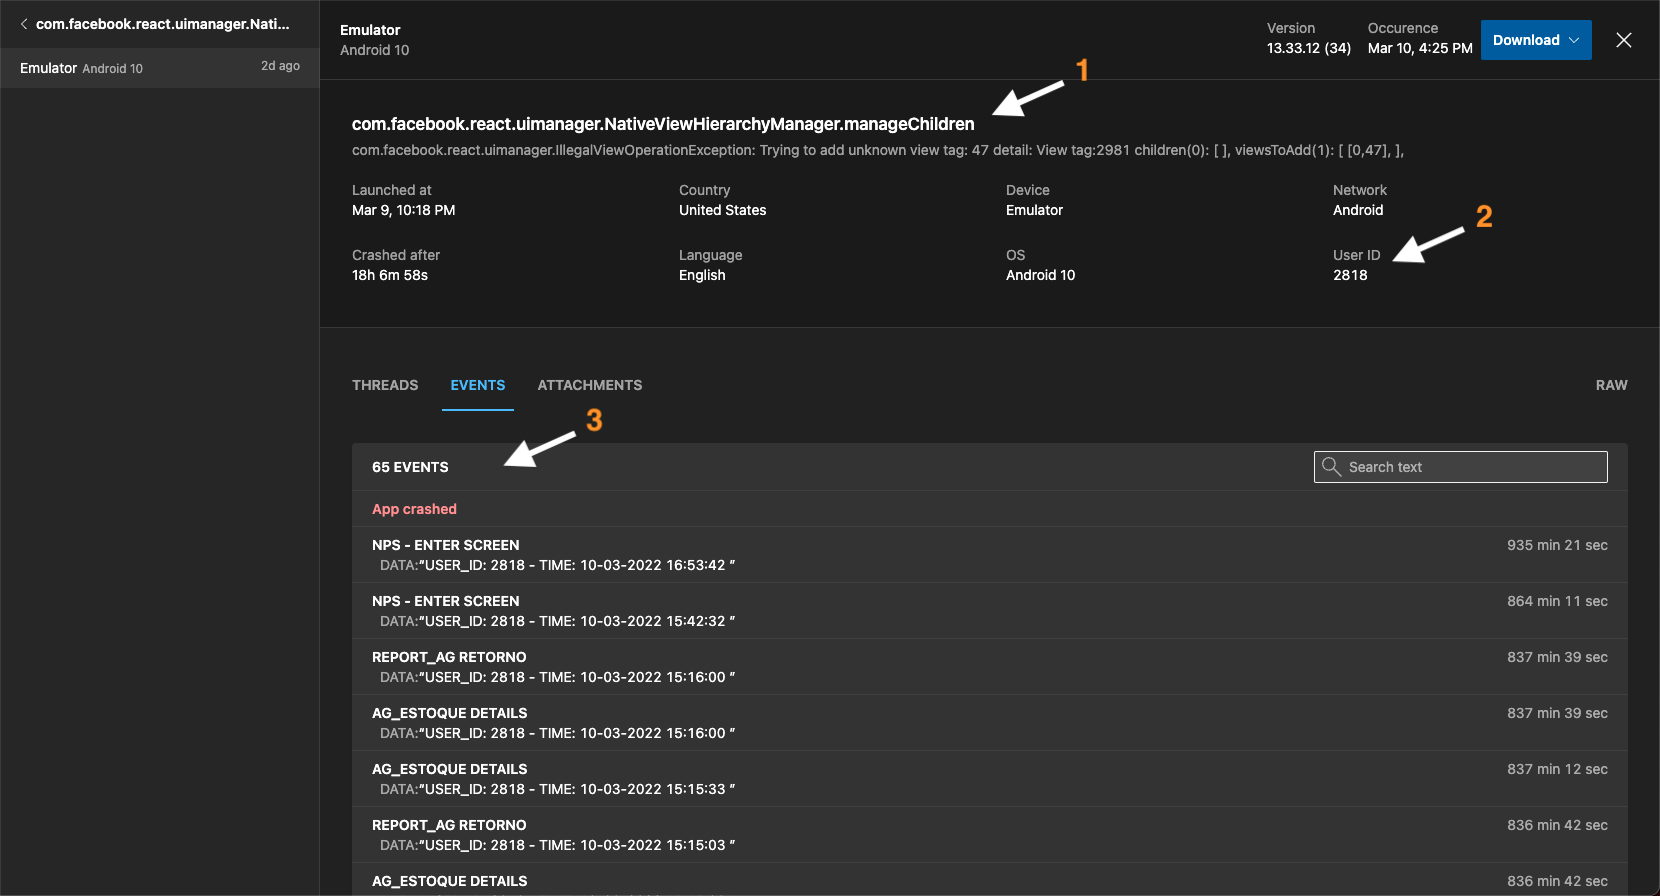 com.facebook.react.uimanager.Nati...
Emulator Android 10 2d ago
Emulator
Android 10
Version
13.33.12 (34)
Occurence
Mar 10, 4:25 PM
Download
1
com.facebook.react.uimanager.NativeViewHierarchyManager.manageChildren
com.facebook.react.uimanager.IllegalViewOperationException: Trying to add unknown view tag: 47 detail: View tag:2981 children(0): [ ], viewsToAdd(1): [ [0,47], ],
Launched at
Mar 9, 10:18 PM
Country
United States
Device
Emulator
Network
Android
2
Crashed after
18h 6m 58s
Language
English
OS
Android 10
User ID
2818
THREADS EVENTS ATTACHMENTS RAW
3
65 EVENTS Search text
App crashed
NPS - ENTER SCREEN 935 min 21 sec
DATA:"USER_ID: 2818 - TIME: 10-03-2022 16:53:42 "
NPS - ENTER SCREEN 864 min 11 sec
DATA:"USER_ID: 2818 - TIME: 10-03-2022 15:42:32 "
REPORT_AG RETORNO 837 min 39 sec
DATA:"USER_ID: 2818 - TIME: 10-03-2022 15:16:00 "
AG_ESTOQUE DETAILS 837 min 39 sec
DATA:"USER_ID: 2818 - TIME: 10-03-2022 15:16:00 "
AG_ESTOQUE DETAILS 837 min 12 sec
DATA:"USER_ID: 2818 - TIME: 10-03-2022 15:15:33 "
REPORT_AG RETORNO 836 min 42 sec
DATA:"USER_ID: 2818 - TIME: 10-03-2022 15:15:03 "
AG_ESTOQUE DETAILS 836 min 42 sec